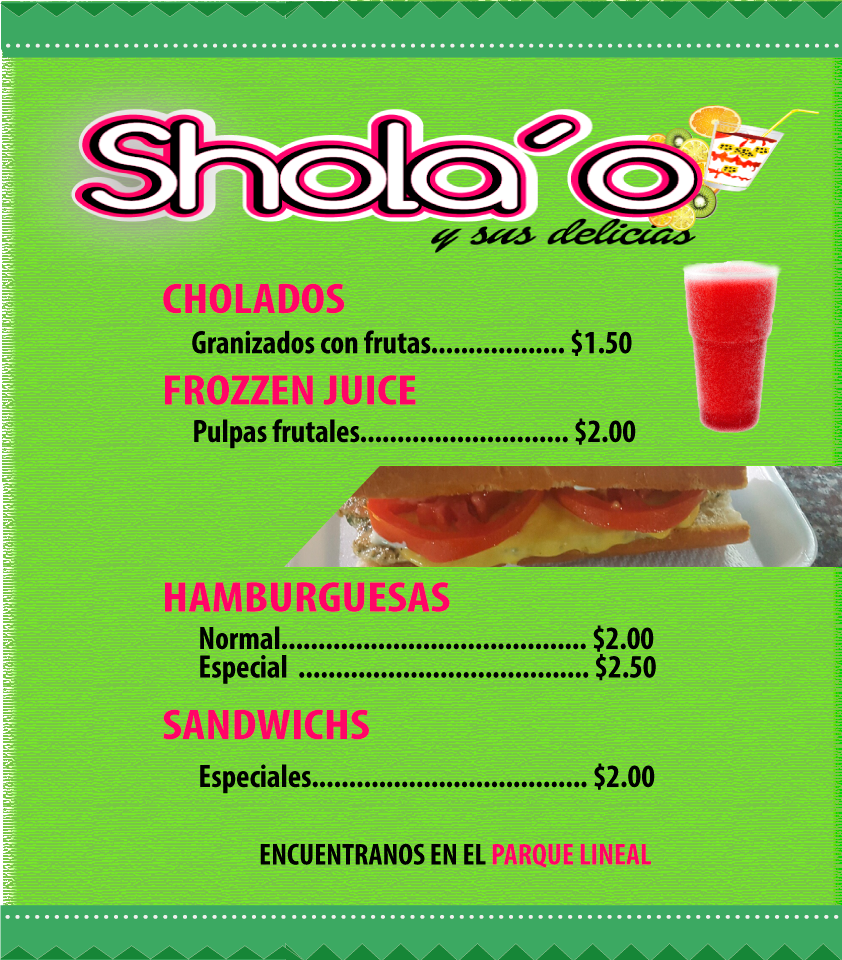 Shola´o
y sus delicias
CHOLADOS
Granizados con frutas.................. $1.50
FROZZEN JUICE
Pulpas frutales............................ $2.00
HAMBURGUESAS
Normal......................................... $2.00
Especial ....................................... $2.50
SANDWICHS
Especiales..................................... $2.00
ENCUENTRANOS EN EL PARQUE LINEAL